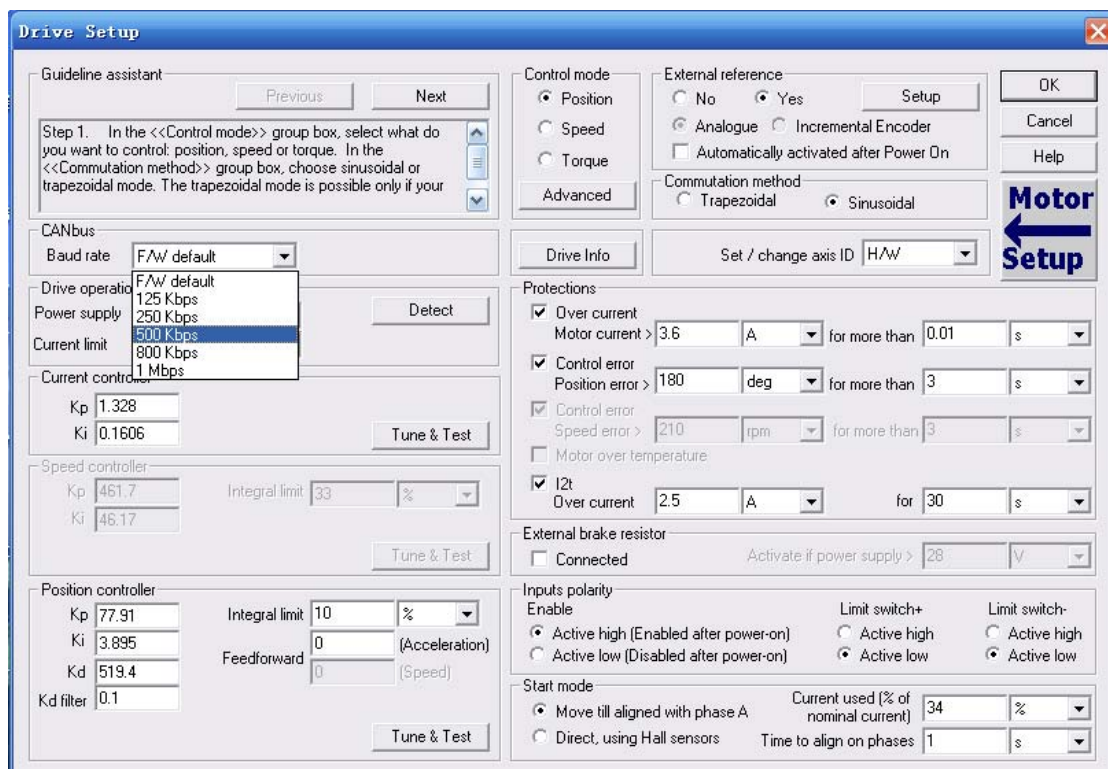 Drive Setup
Guideline assistant
Previous
Next
Step 1. In the <<Control mode>> group box, select what do
you want to control: position, speed or torque. In the
<<Commutation method>> group box, choose sinusoidal or
trapezoidal mode. The trapezoidal mode is possible only if your
CANbus
Baud rate F/W default
F/W default
125 Kbps
250 Kbps
500 Kbps
800 Kbps
1 Mbps
Drive operatio
Power supply
Detect
Current limit
Current controller
Kp 1.328
Ki 0.1606
Tune & Test
Speed controller
Kp 461.7
Integral limit 33 %
Ki 46.17
Tune & Test
Position controller
Kp 77.91
Integral limit 10 %
Ki 3.895
Feedforward
0 (Acceleration)
0 (Speed)
Kd 519.4
Kd filter 0.1
Tune & Test
Control mode
Position
Speed
Torque
Advanced
External reference
No Yes Setup
Analogue Incremental Encoder
Automatically activated after Power On
Commutation method
Trapezoidal Sinusoidal
OK
Cancel
Help
Motor
Setup
Drive Info
Set / change axis ID H/W
Protections
Over current
Motor current > 3.6 A for more than 0.01 s
Control error
Position error > 180 deg for more than 3 s
Control error
Speed error > 210 rpm for more than 3 s
Motor over temperature
I2t
Over current 2.5 A for 30 s
External brake resistor
Connected Activate if power supply > 28 V
Inputs polarity
Enable
Active high (Enabled after power-on)
Active low (Disabled after power-on)
Limit switch+
Active high
Active low
Limit switch-
Active high
Active low
Start mode
Move till aligned with phase A
Direct, using Hall sensors
Current used (% of
nominal current) 34 %
Time to align on phases 1 s